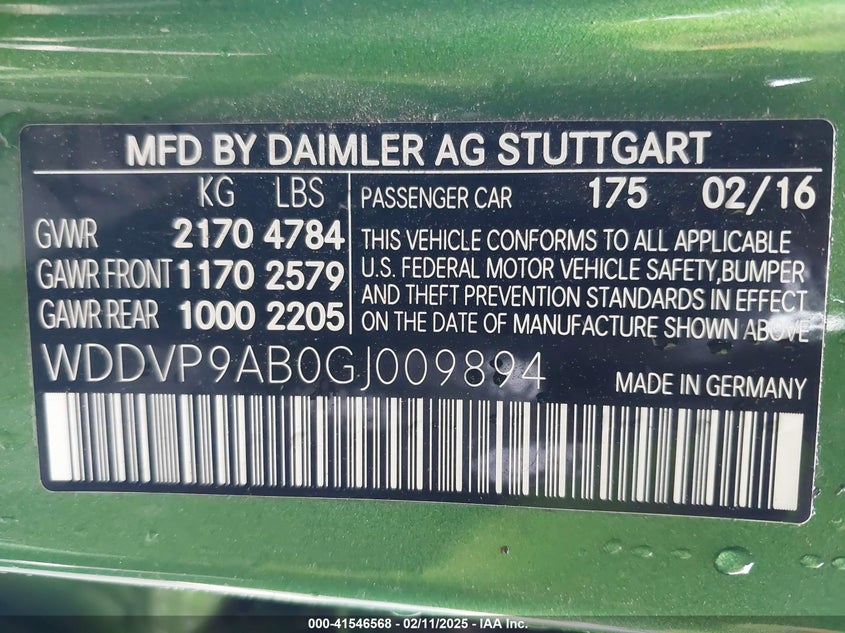 MFD BY DAIMLER AG STUTTGART
KG LBS
GVWR 2170 4784
GAWR FRONT 1170 2579
GAWR REAR 1000 2205
PASSENGER CAR 175 02/16
THIS VEHICLE CONFORMS TO ALL APPLICABLE
U.S. FEDERAL MOTOR VEHICLE SAFETY,BUMPER
AND THEFT PREVENTION STANDARDS IN EFFECT
ON THE DATE OF MANUFACTURE SHOWN ABOVE
WDDVP9AB0GJ009894
MADE IN GERMANY
000-41546568 - 02/11/2025 - IAA Inc.